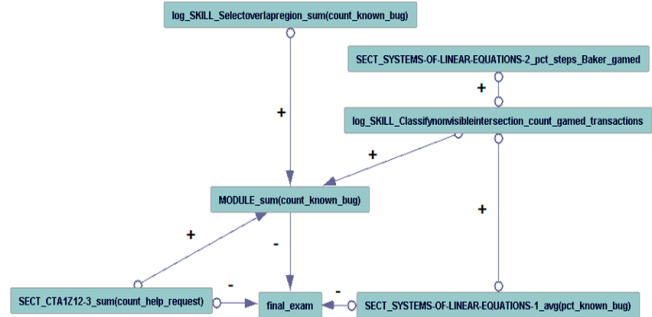 log_SKILL_Selectoverlapregion_sum(count_known_bug)
SECT_SYSTEMS-OF-LINEAR-EQUATIONS-2_pct_steps_Baker_gamed
+
+
log_SKILL_Classifynonvisibleintersection_count_gamed_transactions
+
MODULE_sum(count_known_bug)
+
+
-
-
-
SECT_CTA1Z12-3_sum(count_help_request)
final_exam
SECT_SYSTEMS-OF-LINEAR-EQUATIONS-1_avg(pct_known_bug)